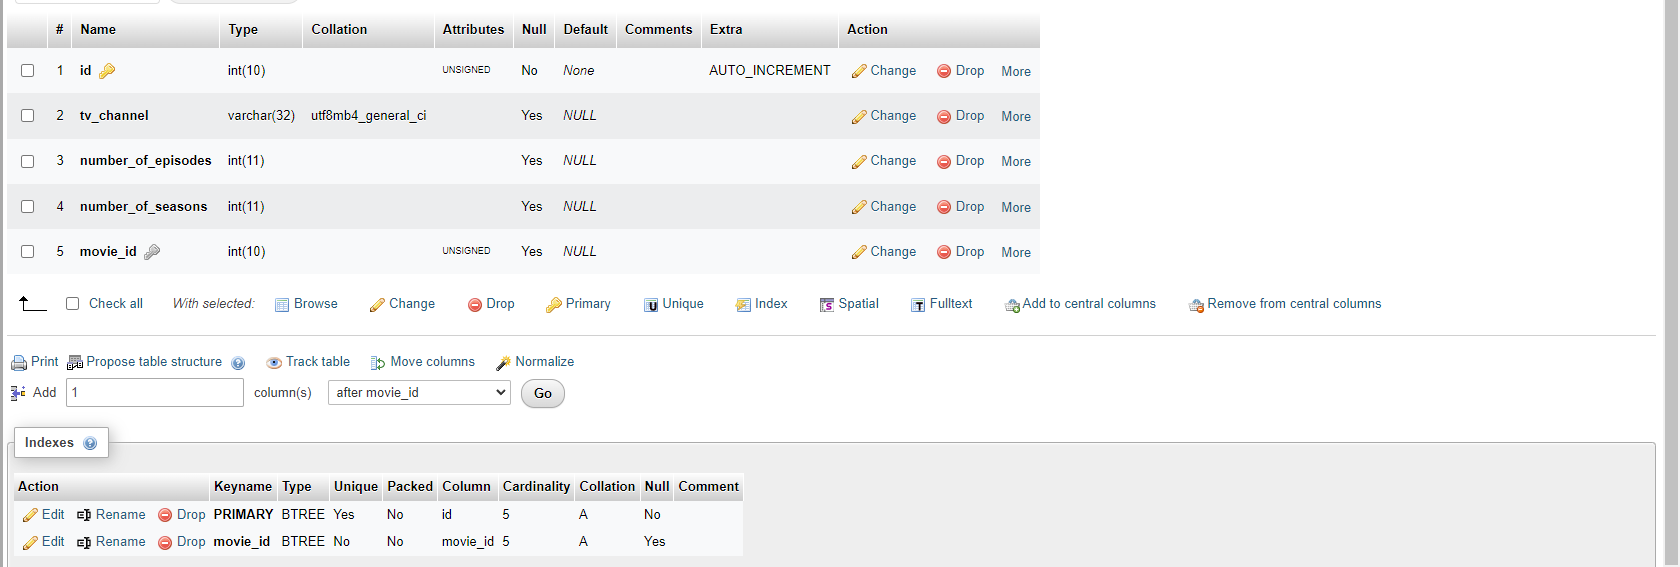 # Name Type Collation Attributes Null Default Comments Extra Action
1 id int(10) UNSIGNED No None AUTO_INCREMENT Change Drop More
2 tv_channel varchar(32) utf8mb4_general_ci Yes NULL Change Drop More
3 number_of_episodes int(11) Yes NULL Change Drop More
4 number_of_seasons int(11) Yes NULL Change Drop More
5 movie_id int(10) UNSIGNED Yes NULL Change Drop More
Check all With selected: Browse Change Drop Primary Unique Index Spatial Fulltext Add to central columns Remove from central columns
Print Propose table structure Track table Move columns Normalize
Add 1 column(s) after movie_id Go
Indexes
Action Keyname Type Unique Packed Column Cardinality Collation Null Comment
Edit Rename Drop PRIMARY BTREE Yes No id 5 A No
Edit Rename Drop movie_id BTREE No No movie_id 5 A Yes